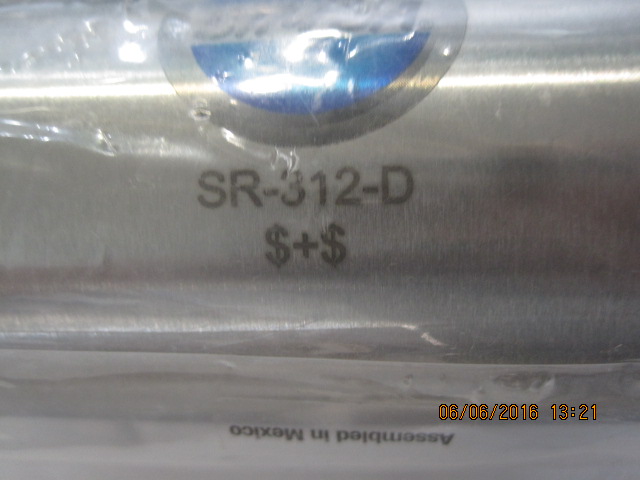 SR-312-D
$+$
06/06/2016 13:21
Assembled in Mexico